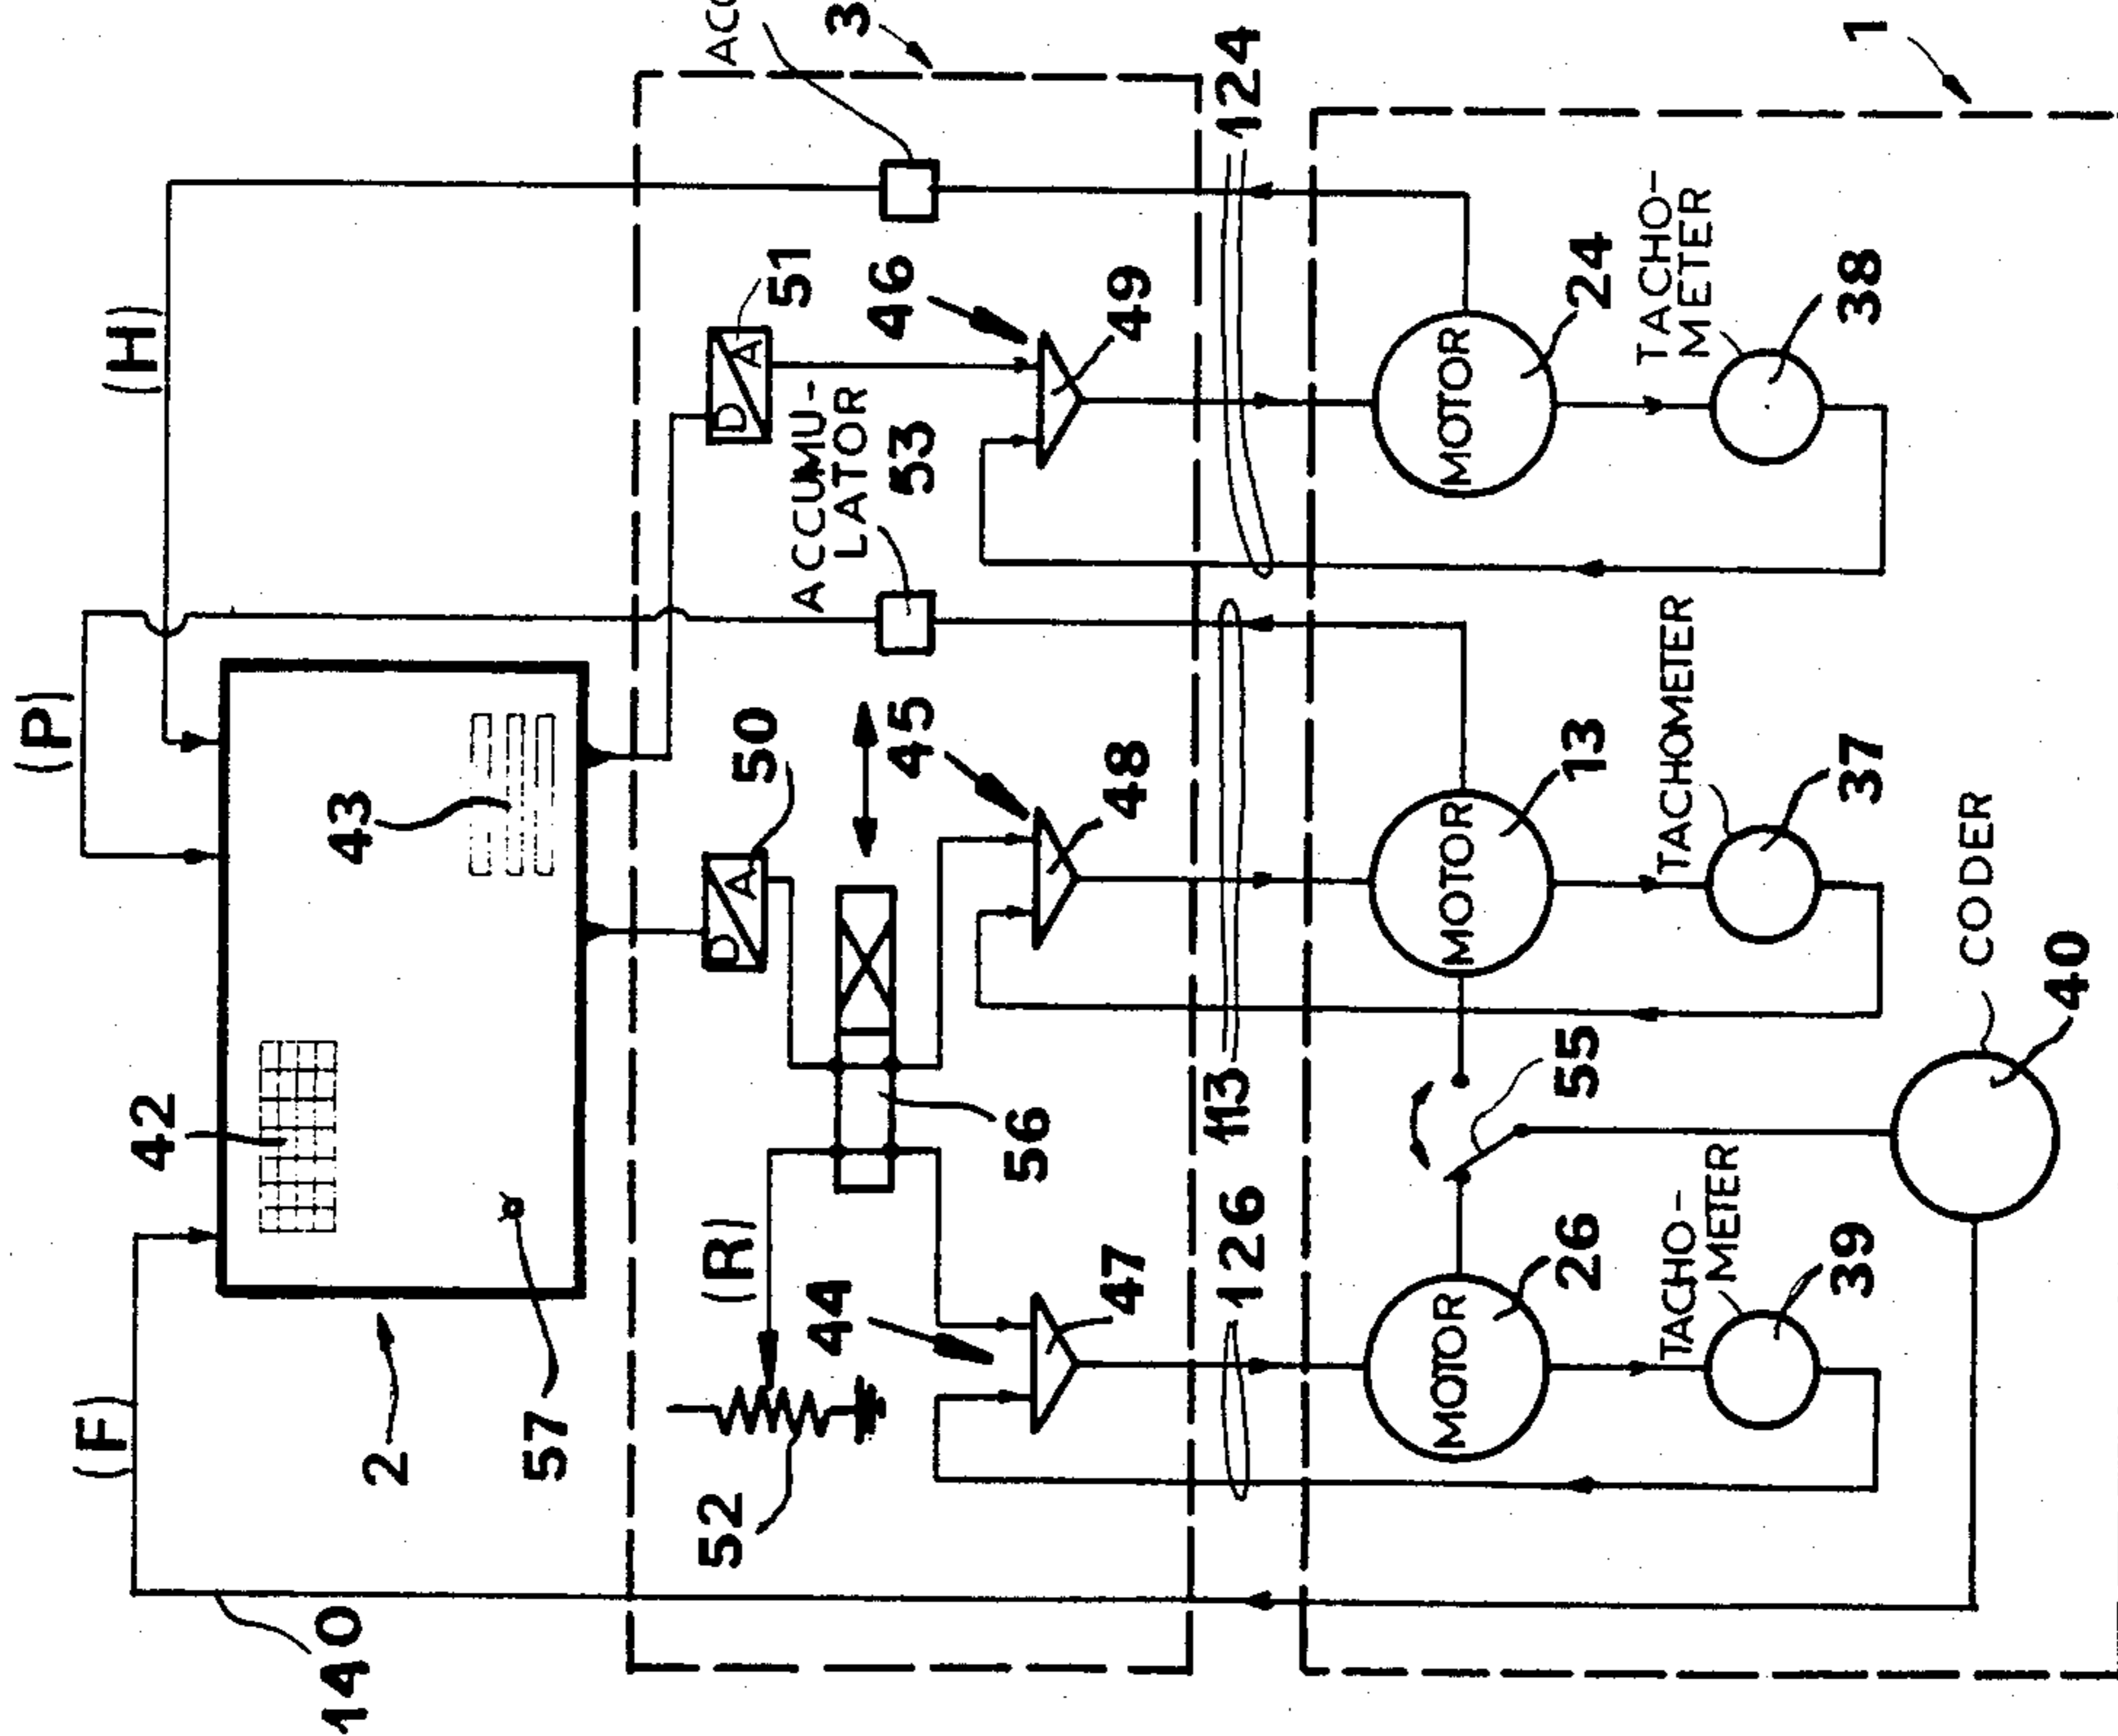 (H)
(P)
(F)
140
42
43
2
57
3
ACC
51
D
A
50
D
A
ACCUMU-
LATOR
53
46
49
45
48
(R)
44
47
52
56
124
113
126
1
MOTOR
24
TACHO-
METER
38
MOTOR
13
TACHOMETER
37
55
MOTOR
26
TACHO-
METER
39
CODER
40